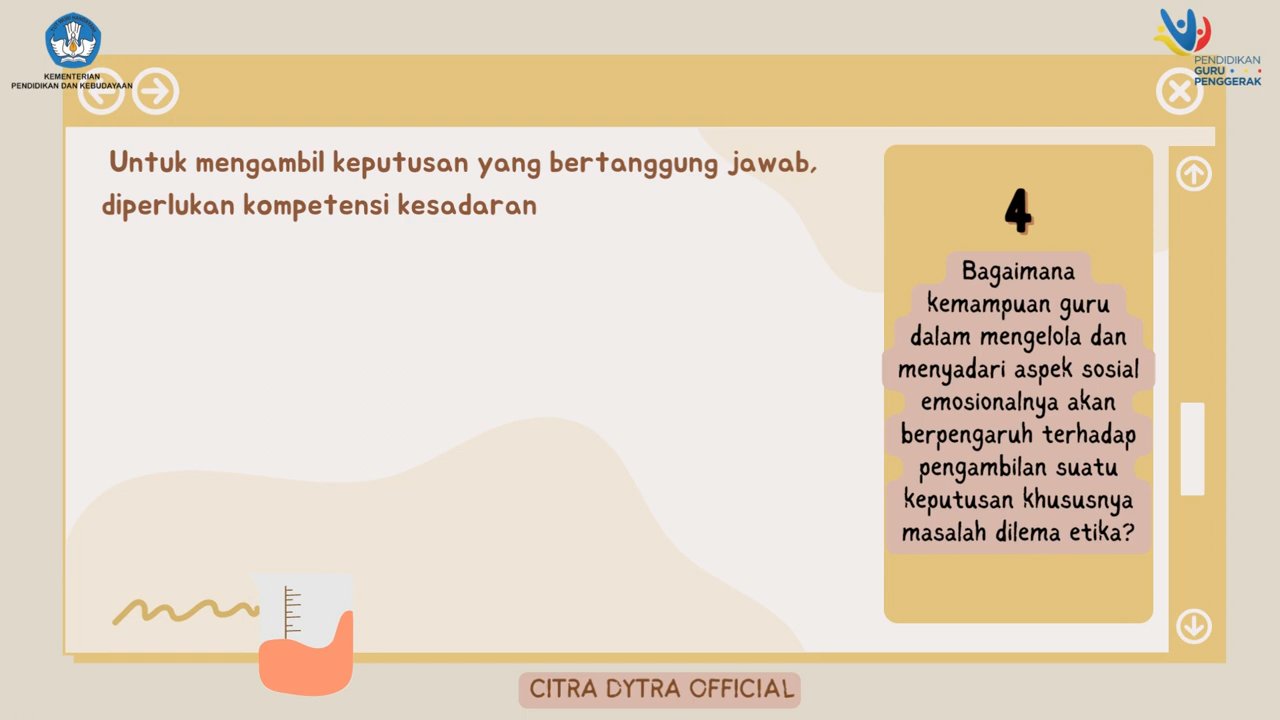 KEMENTERIAN
PENDIDIKAN DAN KEBUDAYAAN
PENDIDIKAN
GURU
PENGGERAK
Untuk mengambil keputusan yang bertanggung jawab,
diperlukan kompetensi kesadaran
4
Bagaimana
kemampuan guru
dalam mengelola dan
menyadari aspek sosial
emosionalnya akan
berpengaruh terhadap
pengambilan suatu
keputusan khususnya
masalah dilema etika?
CITRA DYTRA OFFICIAL